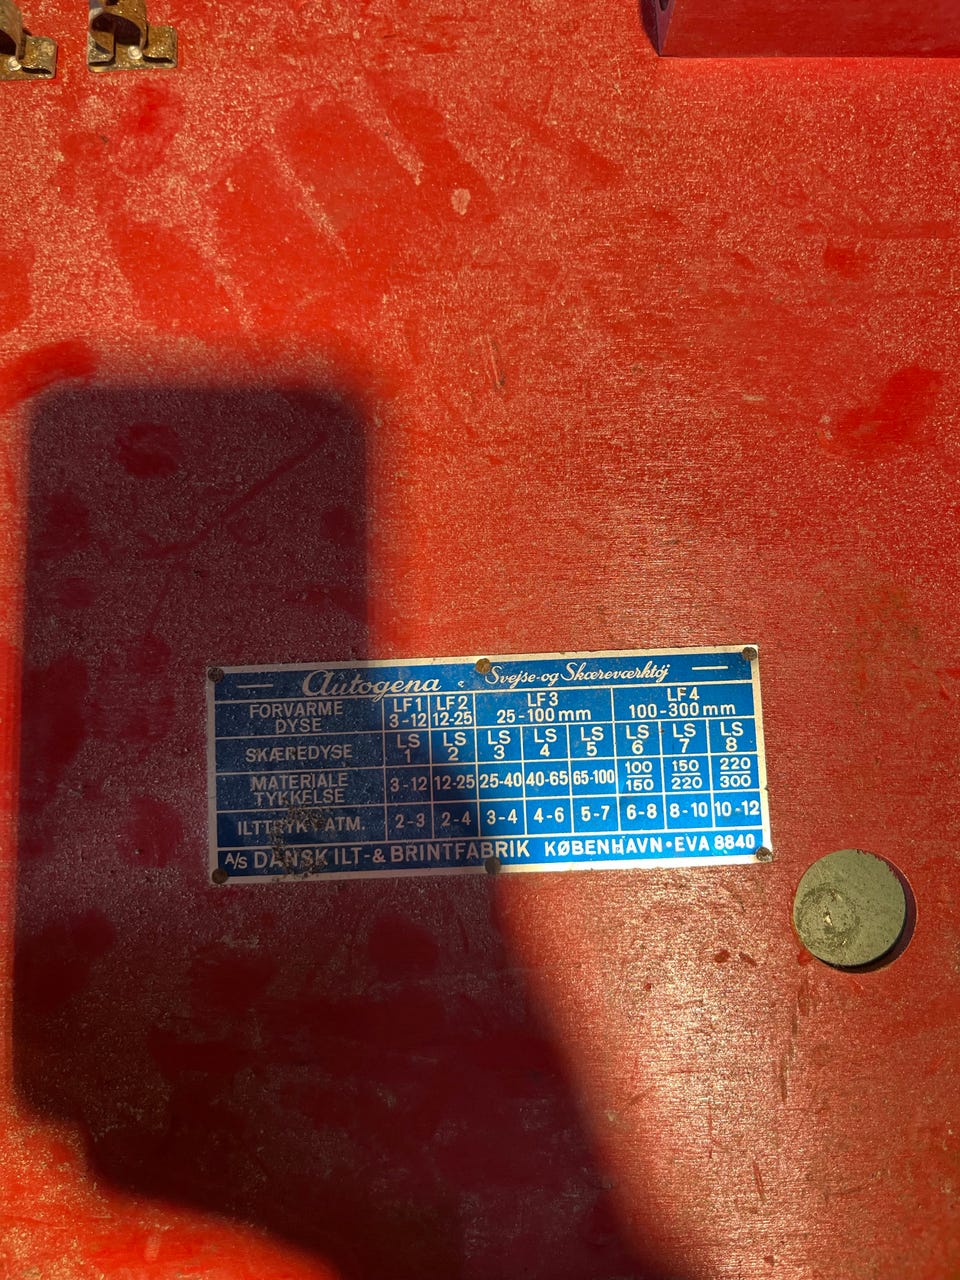 Autogena Svejse-og Skæreværktöj
FORVARME DYSE LF1 3-12 LF2 12-25 LF3 25-100 mm LF4 100-300 mm
SKÆREDYSE LS 1 LS 2 LS 3 LS 4 LS 5 LS 6 LS 7 LS 8
MATERIALE TYKKELSE 3-12 12-25 25-40 40-65 65-100 100/150 150/220 220/300
ILTTRYK ATM. 2-3 2-4 3-4 4-6 5-7 6-8 8-10 10-12
A/S DANSK ILT-& BRINTFABRIK KØBENHAVN·EVA 8840